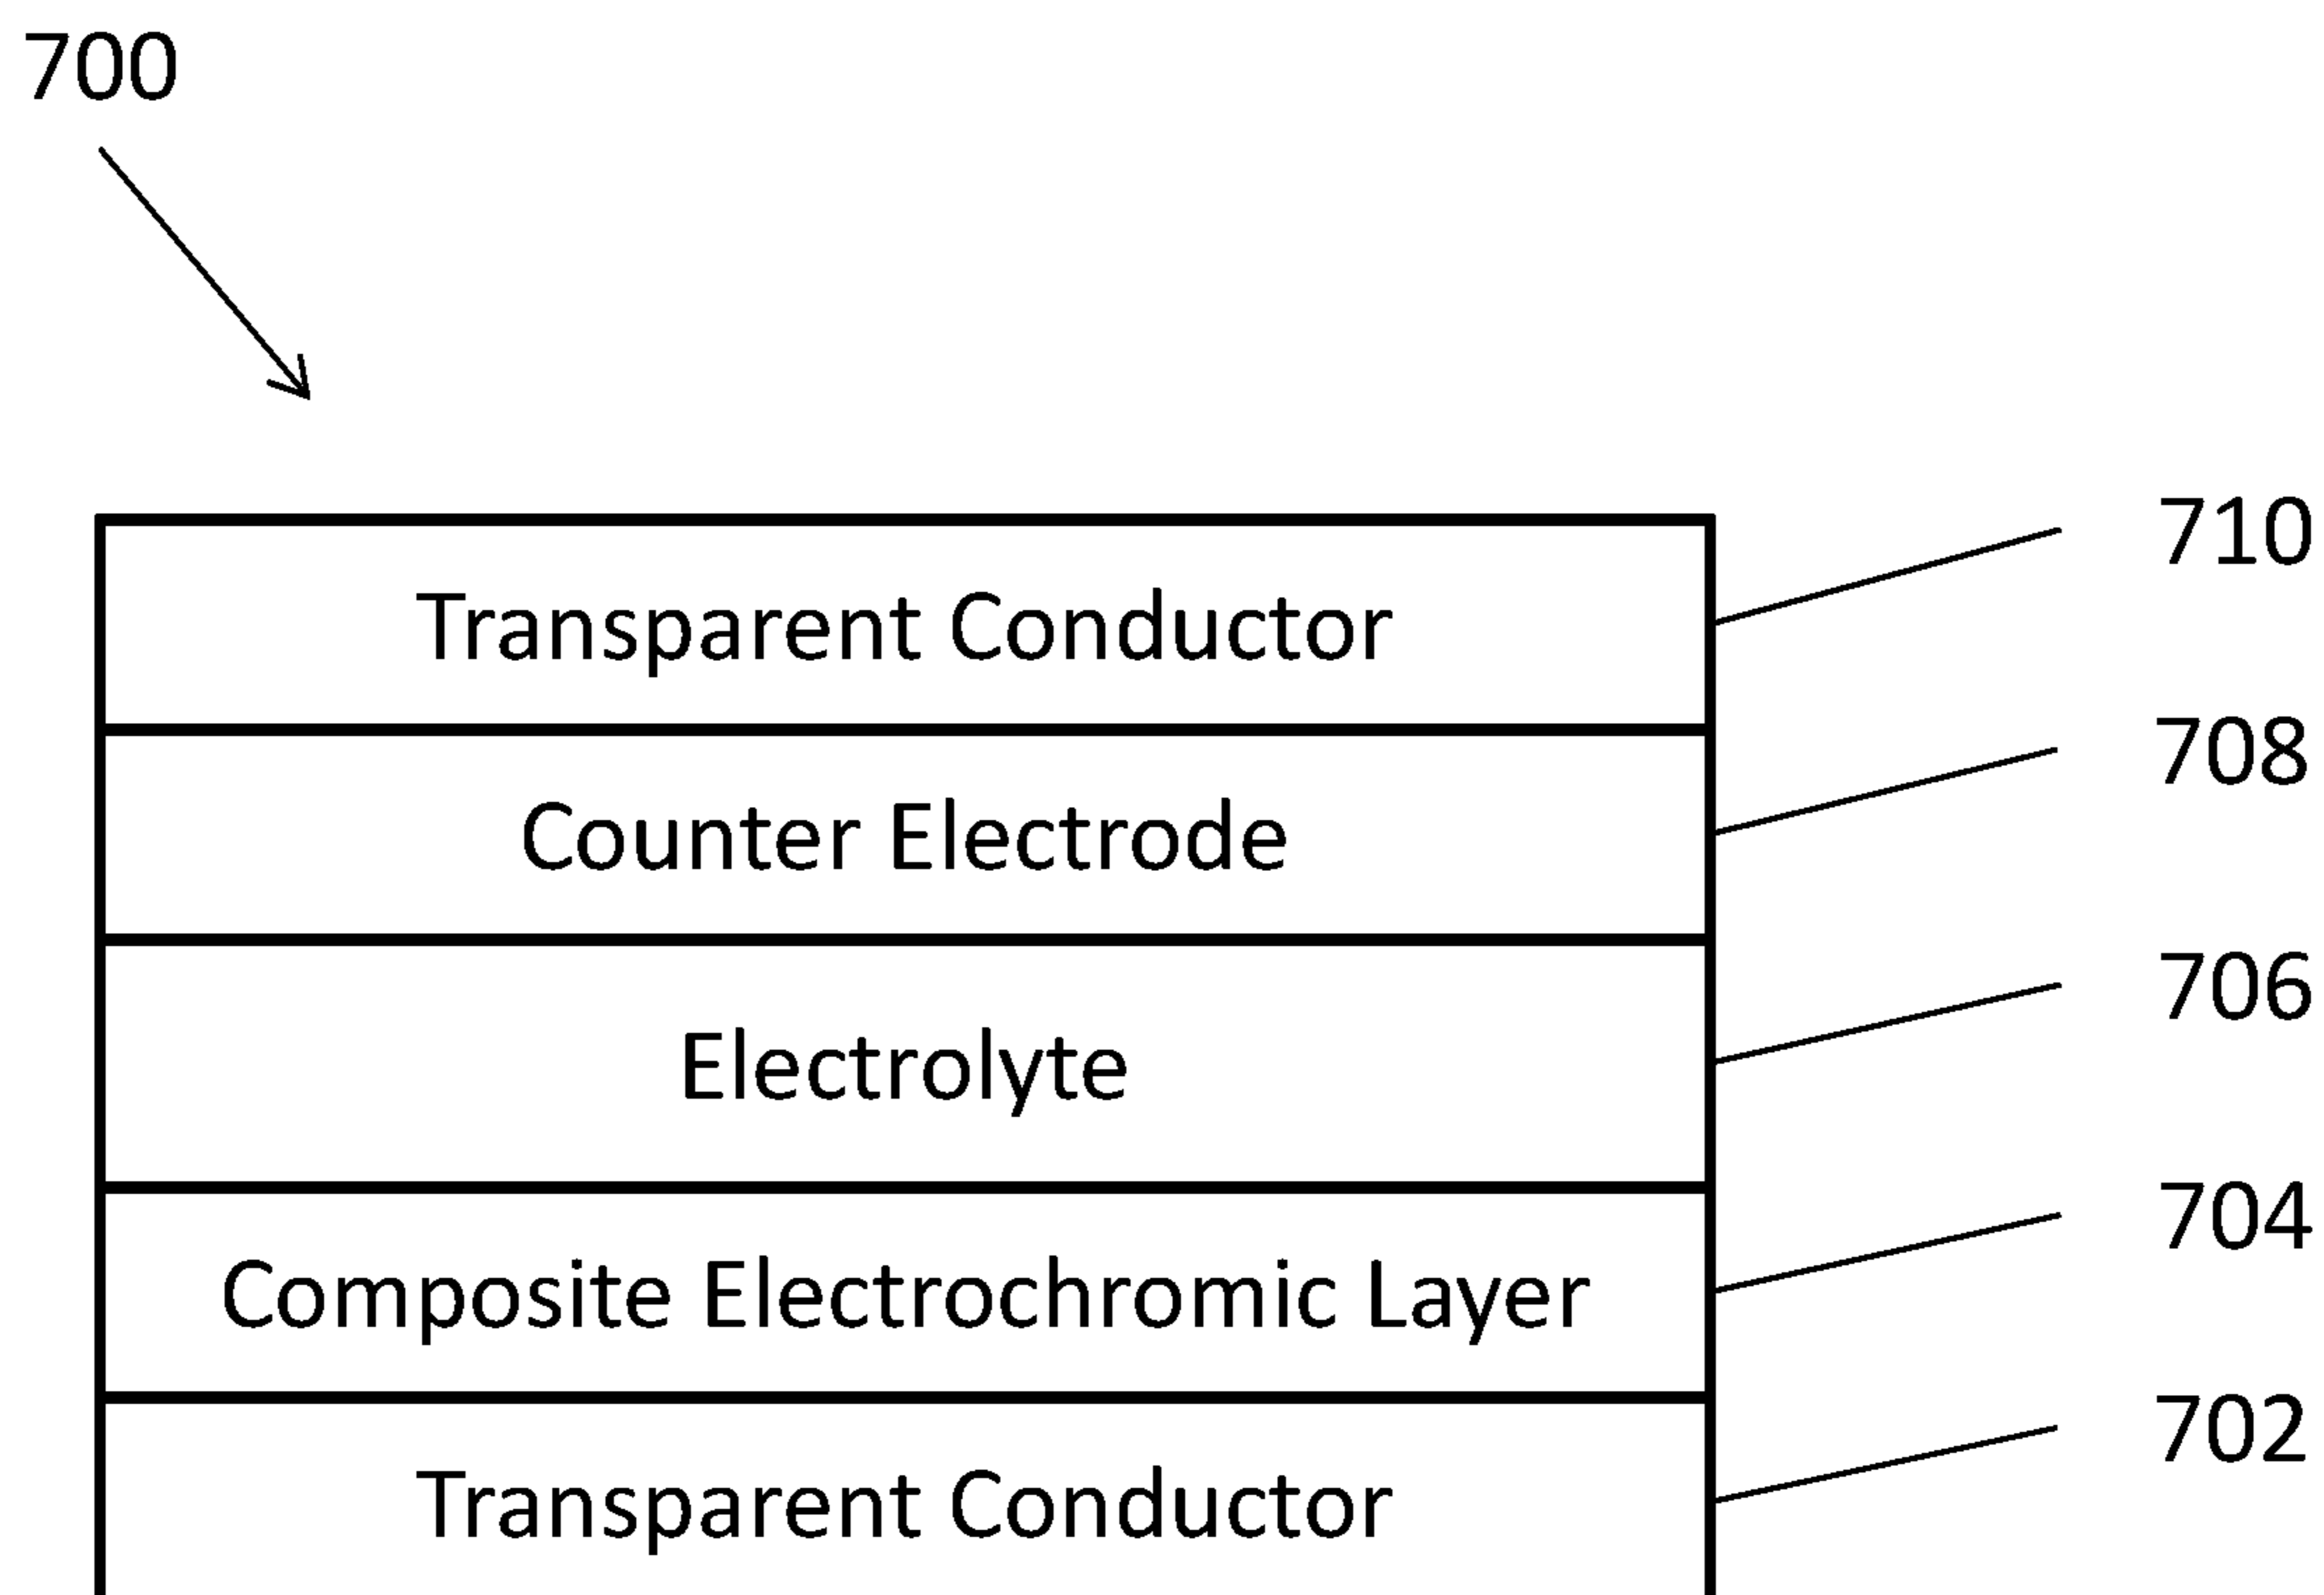 700
710
Transparent Conductor
708
Counter Electrode
706
Electrolyte
704
Composite Electrochromic Layer
702
Transparent Conductor